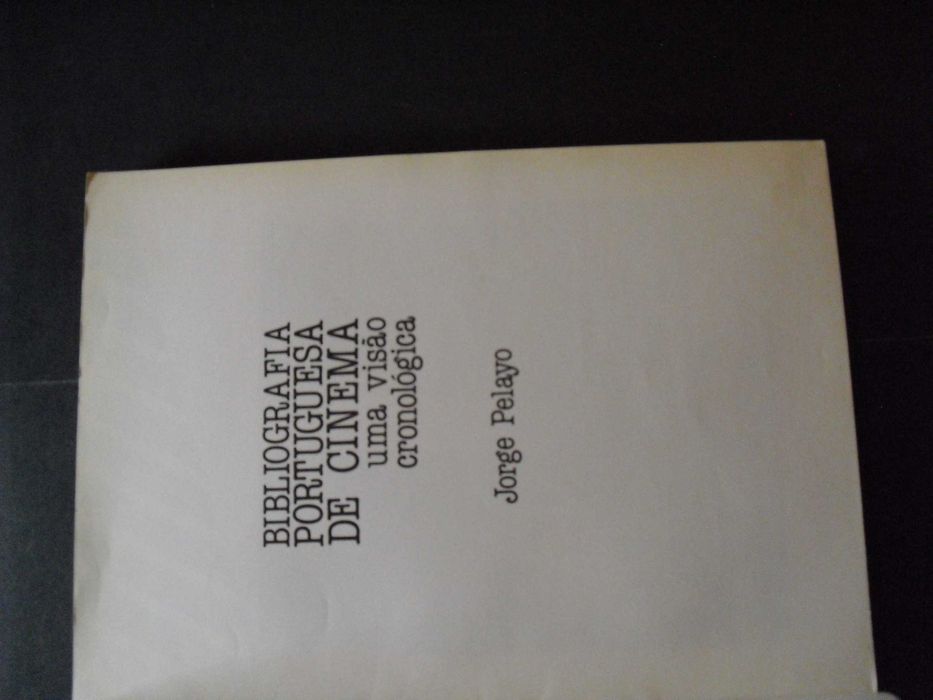 BIBLIOGRAFIA
PORTUGUESA
DE CINEMA
uma visão
cronológica
Jorge Pelayo